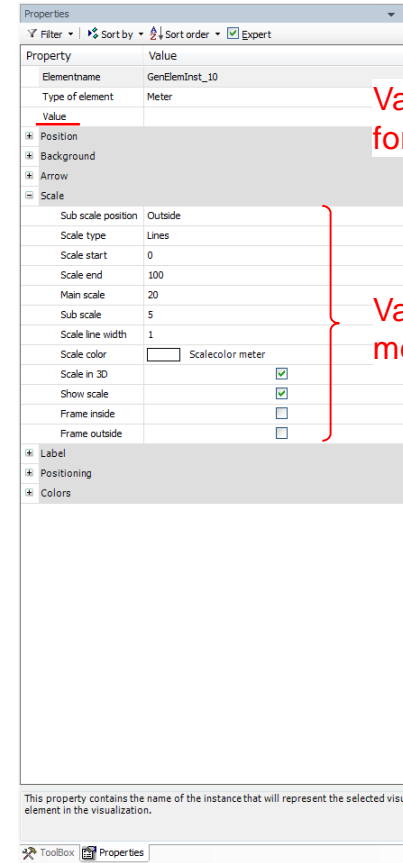 Properties
Filter Sort by Sort order Expert
Property Value
Elementname GenElemInst_10
Type of element Meter
Value
Position
Background
Arrow
Scale
Sub scale position Outside
Scale type Lines
Scale start 0
Scale end 100
Main scale 20
Sub scale 5
Scale line width 1
Scale color Scalecolor meter
Scale in 3D
Show scale
Frame inside
Frame outside
Label
Positioning
Colors
This property contains the name of the instance that will represent the selected
element in the visualization.
ToolBox Properties